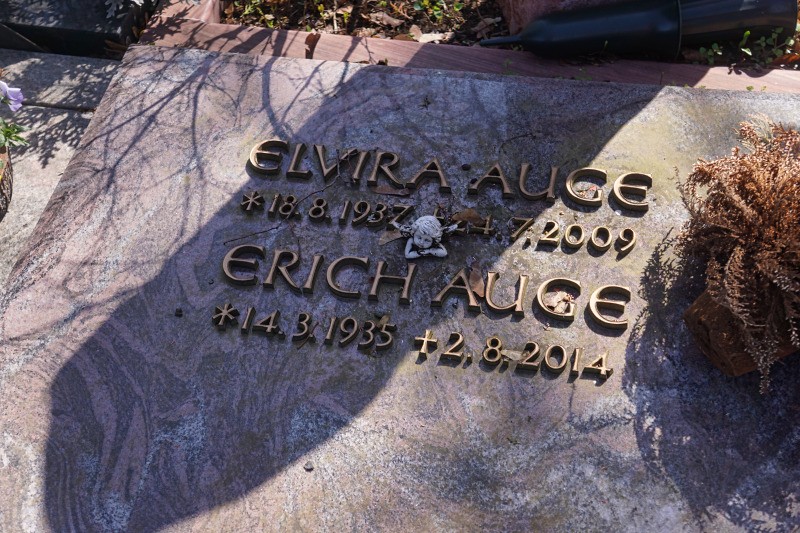 ELVIRA AUGE
*18.8.1937 4.7.2009
ERICH AUGE
*14.3.1935 +2.8.2014